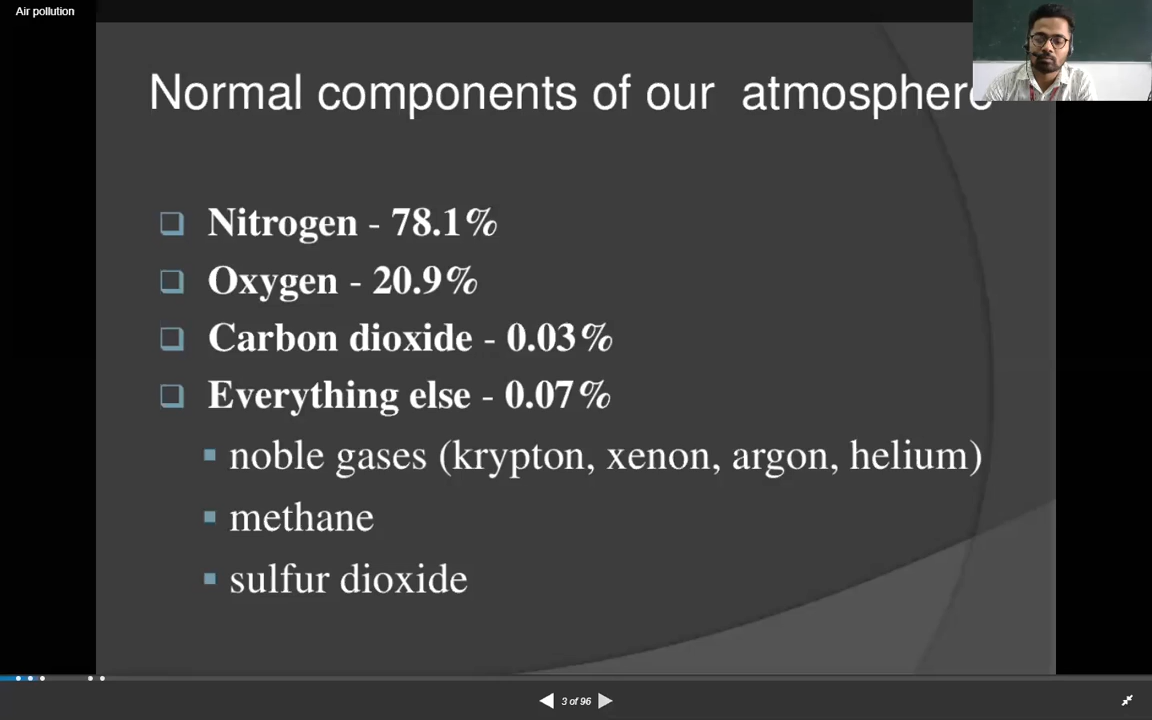 Air pollution
Normal components of our atmosphere
Nitrogen - 78.1%
Oxygen - 20.9%
Carbon dioxide - 0.03%
Everything else - 0.07%
noble gases (krypton, xenon, argon, helium)
methane
sulfur dioxide
3 of 96